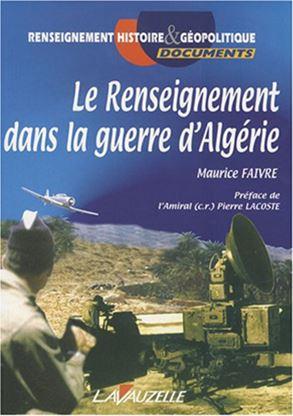 RENSEIGNEMENT HISTOIRE & GÉOPOLITIQUE
DOCUMENTS
Le Renseignement
dans la guerre d'Algérie
Maurice FAIVRE
Préface de
l'Amiral (c.r.) Pierre LACOSTE
LAVAUZELLE